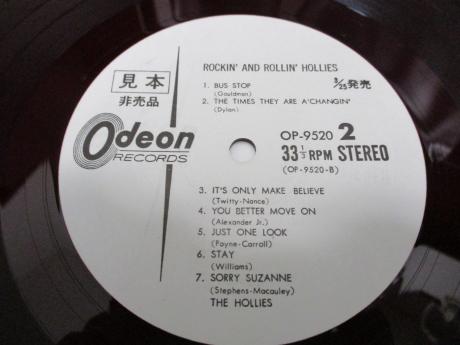 ROCKIN' AND ROLLIN' HOLLIES
見本
非売品
3/25発売
1. BUS STOP
(Gouldman)
2. THE TIMES THEY ARE A'CHANGIN'
(Dylan)
Odeon
RECORDS
OP-9520 2
33 1/3 RPM STEREO
(OP-9520-B)
3. IT'S ONLY MAKE BELIEVE
(Twitty-Nance)
4. YOU BETTER MOVE ON
(Alexander Jr.)
5. JUST ONE LOOK
(Payne-Carroll)
6. STAY
(Williams)
7. SORRY SUZANNE
(Stephens-Macauley)
THE HOLLIES